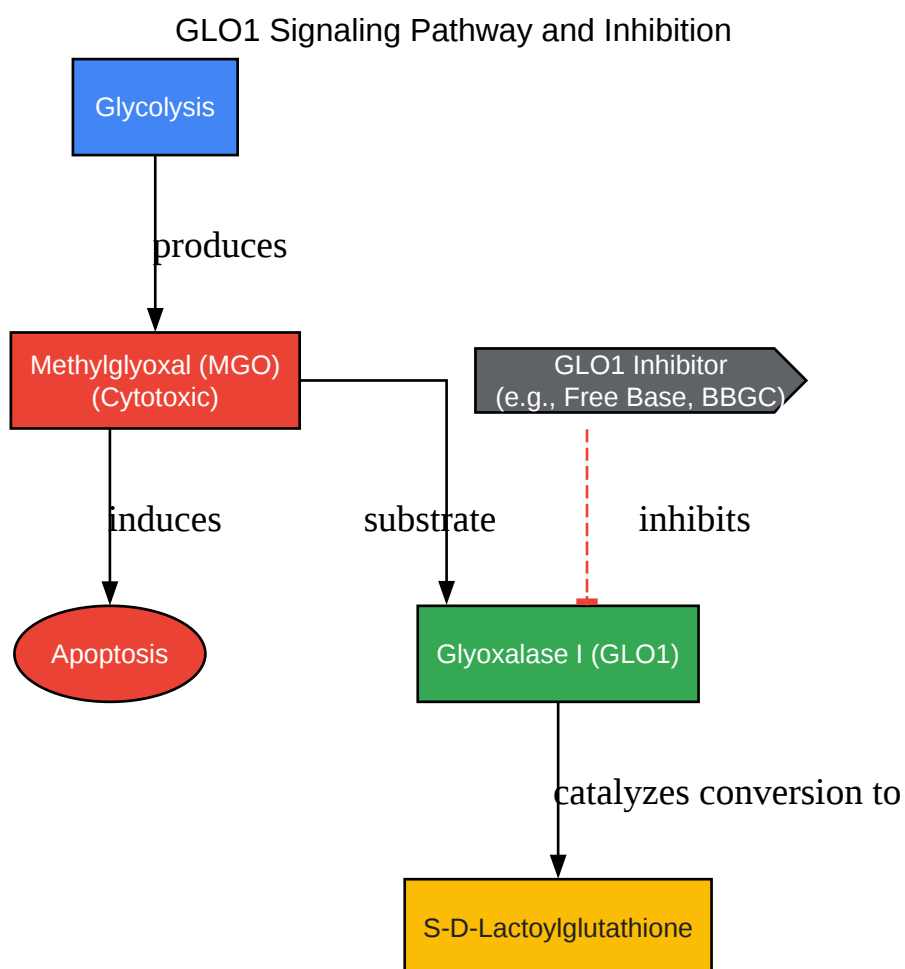 GLO1 Signaling Pathway and Inhibition
Glycolysis
produces
Methylglyoxal (MGO)
(Cytotoxic)
GLO1 Inhibitor
(e.g., Free Base, BBGC)
induces
substrate
inhibits
Apoptosis
Glyoxalase I (GLO1)
catalyzes conversion to
S-D-Lactoylglutathione